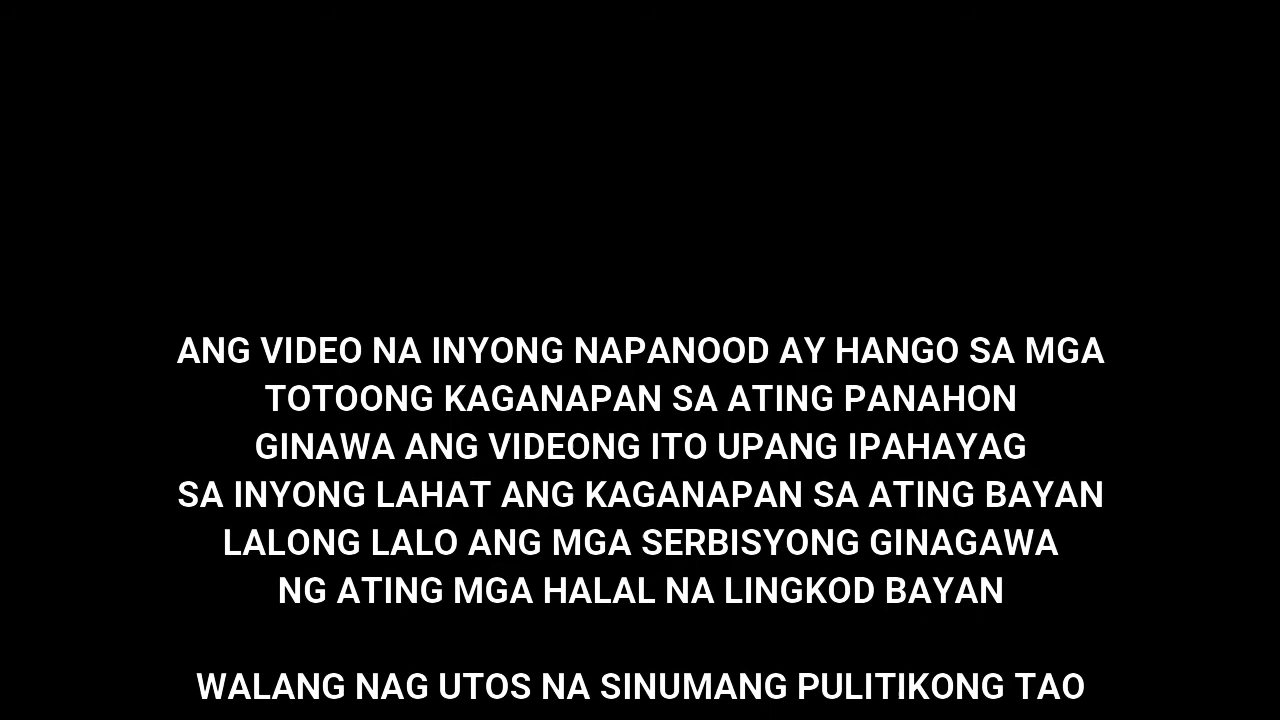 ANG VIDEO NA INYONG NAPANOOD AY HANGO SA MGA
TOTOONG KAGANAPAN SA ATING PANAHON
GINAWA ANG VIDEONG ITO UPANG IPAHAYAG
SA INYONG LAHAT ANG KAGANAPAN SA ATING BAYAN
LALONG LALO ANG MGA SERBISYONG GINAGAWA
NG ATING MGA HALAL NA LINGKOD BAYAN
WALANG NAG UTOS NA SINUMANG PULITIKONG TAO